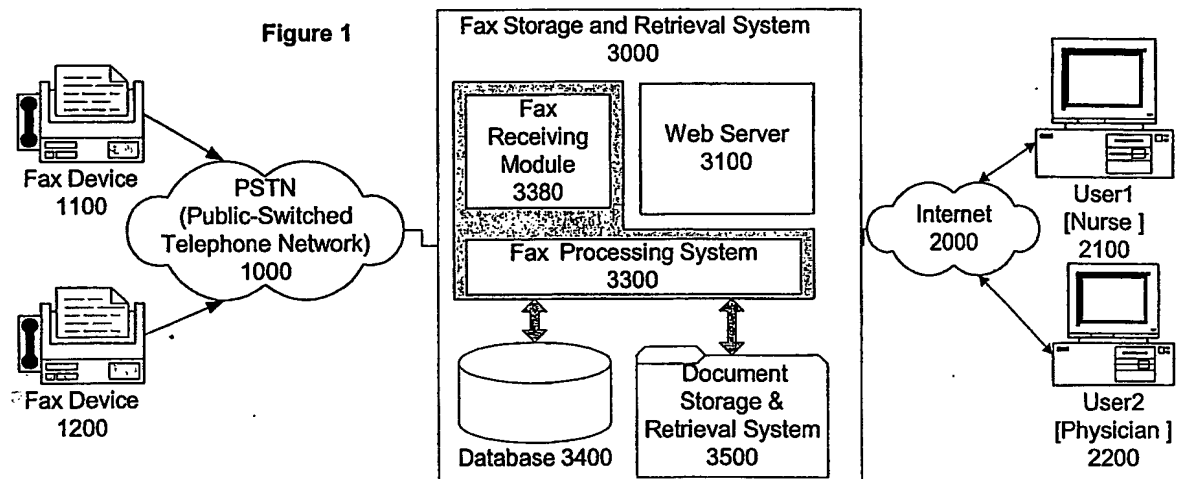 Figure 1
Fax Device
1100
Fax Device
1200
PSTN
(Public-Switched
Telephone Network)
1000
Fax Storage and Retrieval System
3000
Fax
Receiving
Module
3380
Web Server
3100
Fax Processing System
3300
Database 3400
Document
Storage &
Retrieval System
3500
Internet
2000
User1
[Nurse ]
2100
User2
[Physician ]
2200